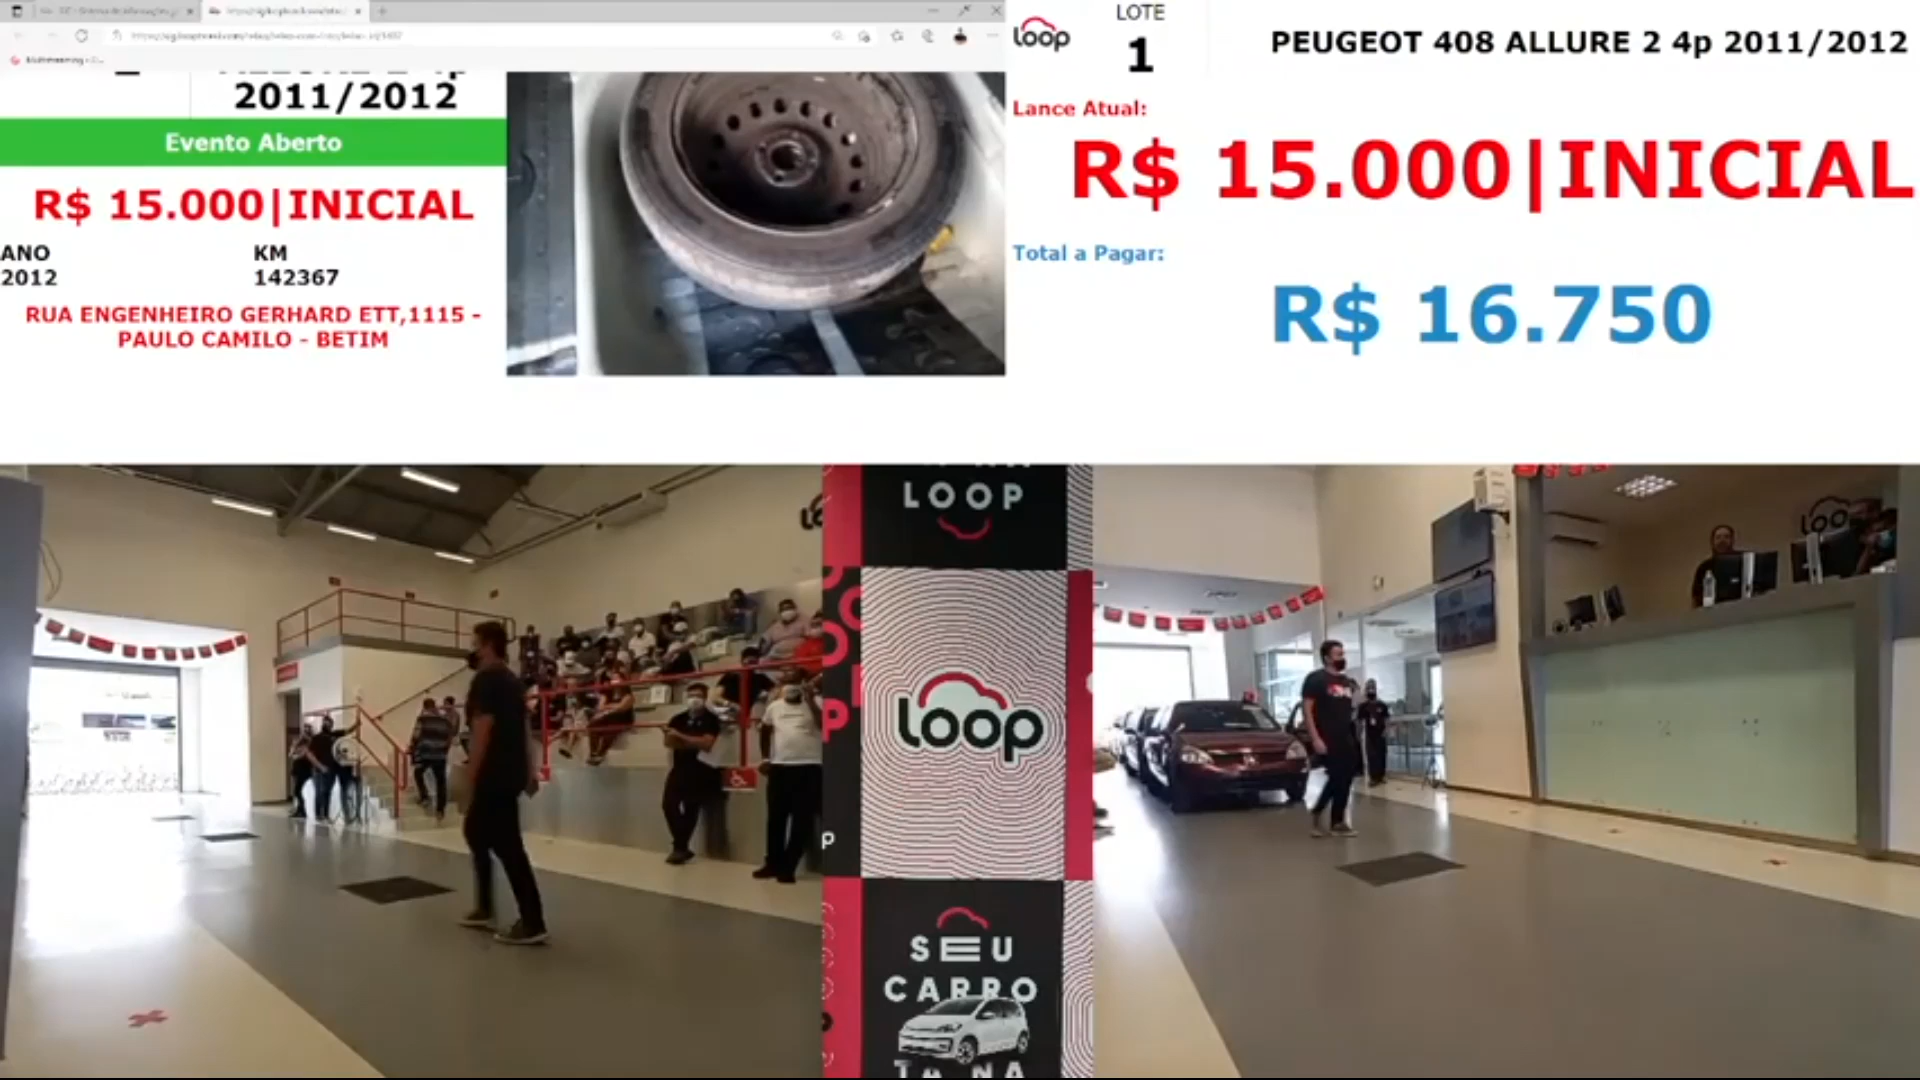 2011/2012
Evento Aberto
R$ 15.000|INICIAL
ANO
2012
KM
142367
RUA ENGENHEIRO GERHARD ETT,1115 -
PAULO CAMILO - BETIM
loop
LOTE
1
PEUGEOT 408 ALLURE 2 4p 2011/2012
Lance Atual:
R$ 15.000|INICIAL
Total a Pagar:
R$ 16.750
LOOP
loop
SEU
CARRO
TA NA